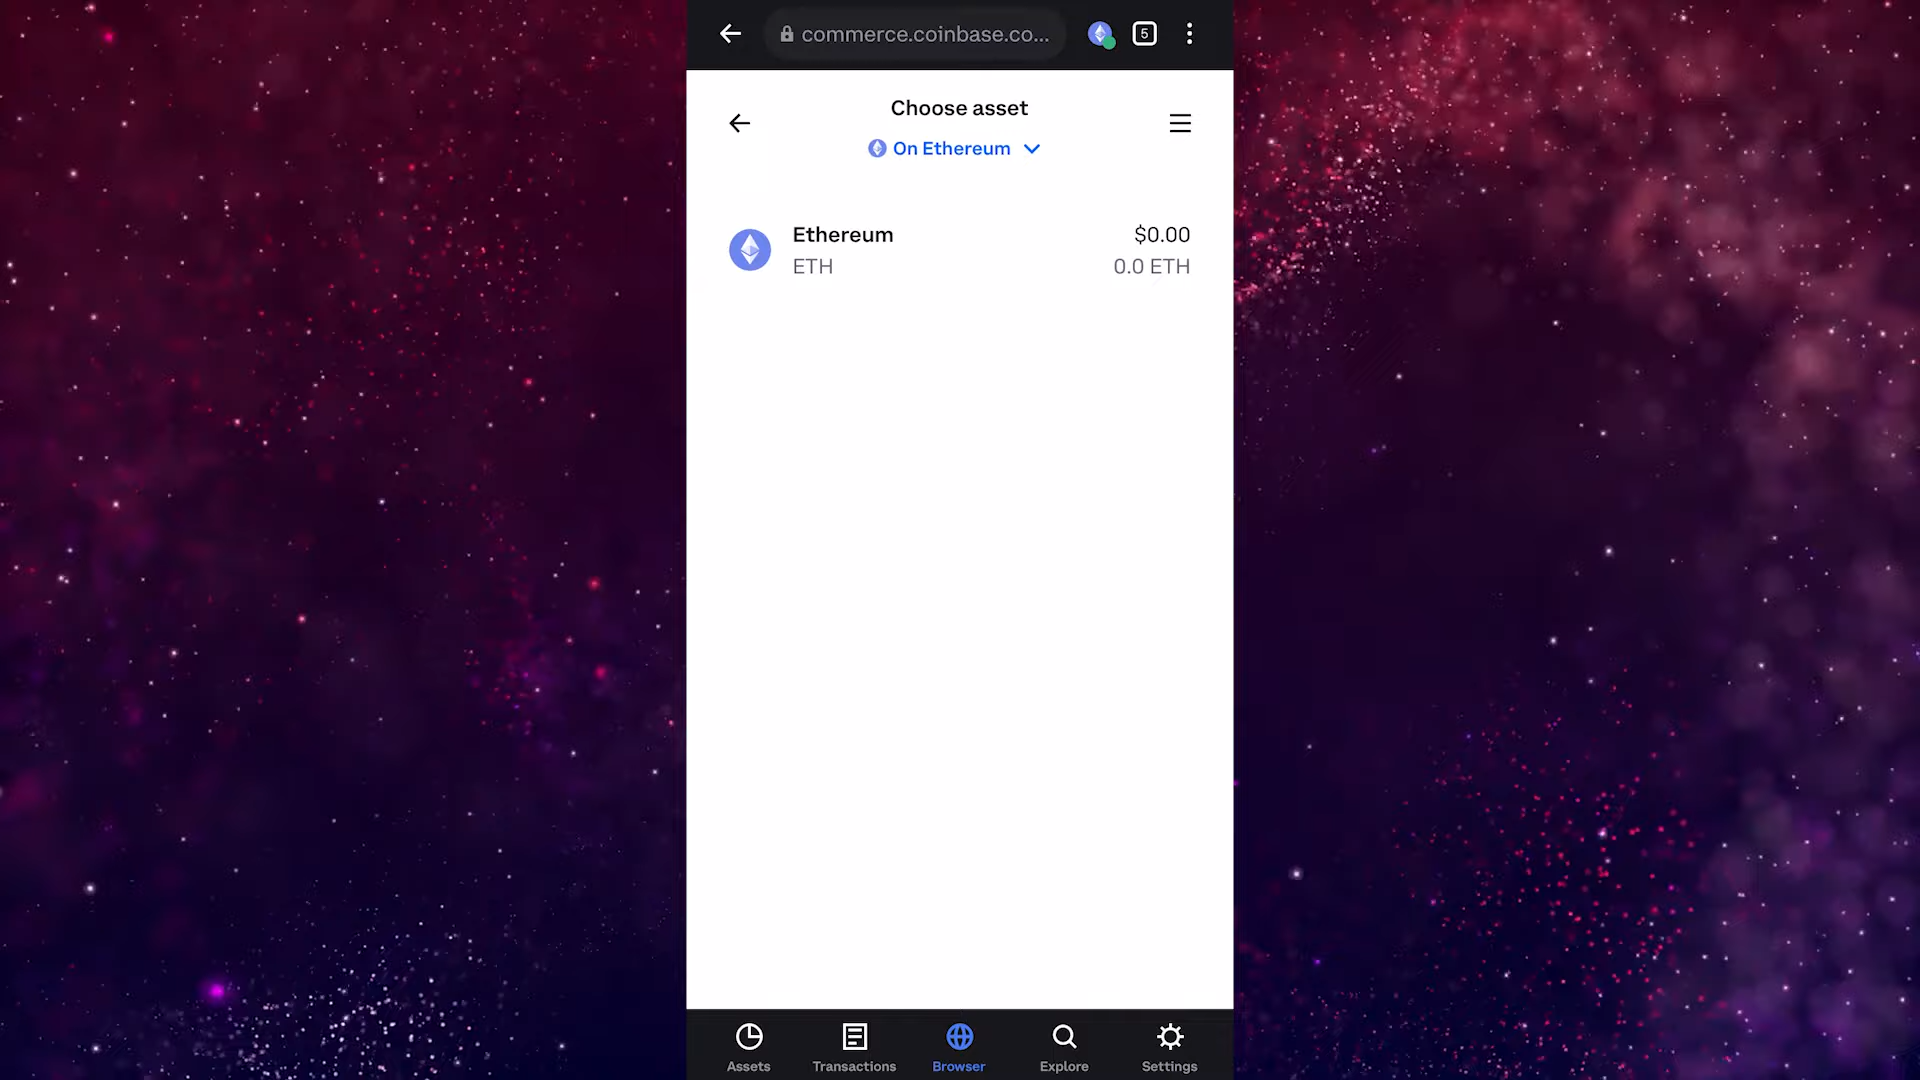 commerce.coinbase.co...
5
Choose asset
On Ethereum
Ethereum
$0.00
ETH
0.0 ETH
Assets
Transactions
Browser
Explore
Settings